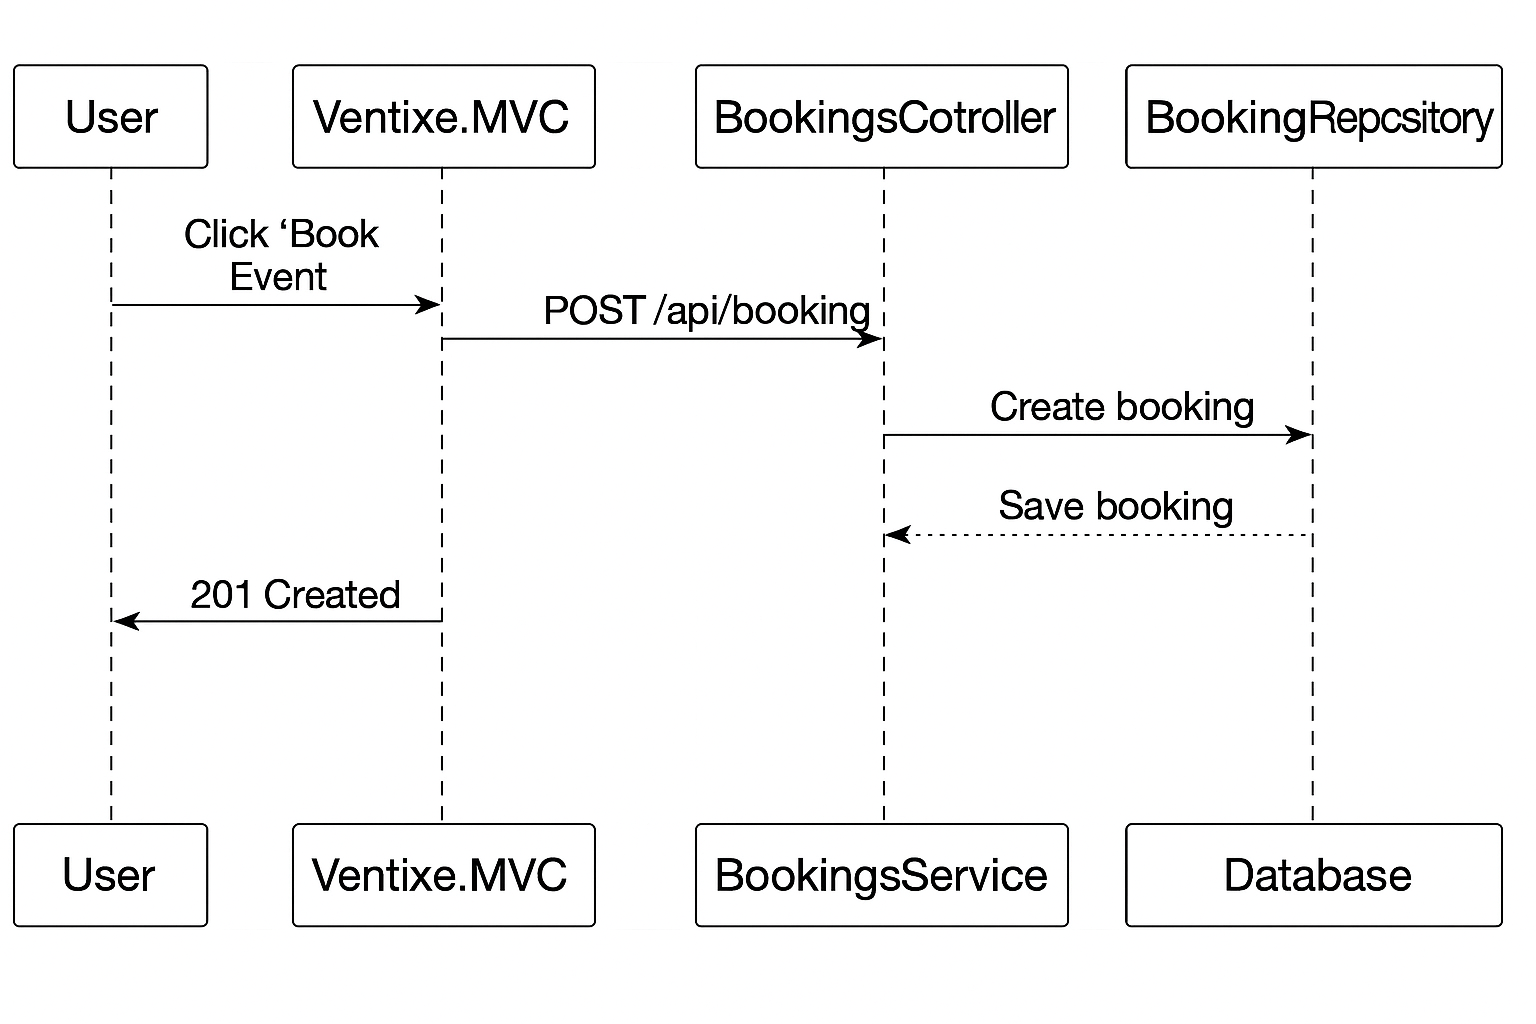 User
Ventixe.MVC
BookingsCotroller
BookingRepcsitory
Click ‘Book
Event
POST /api/booking
Create booking
Save booking
201 Created
User
Ventixe.MVC
BookingsService
Database